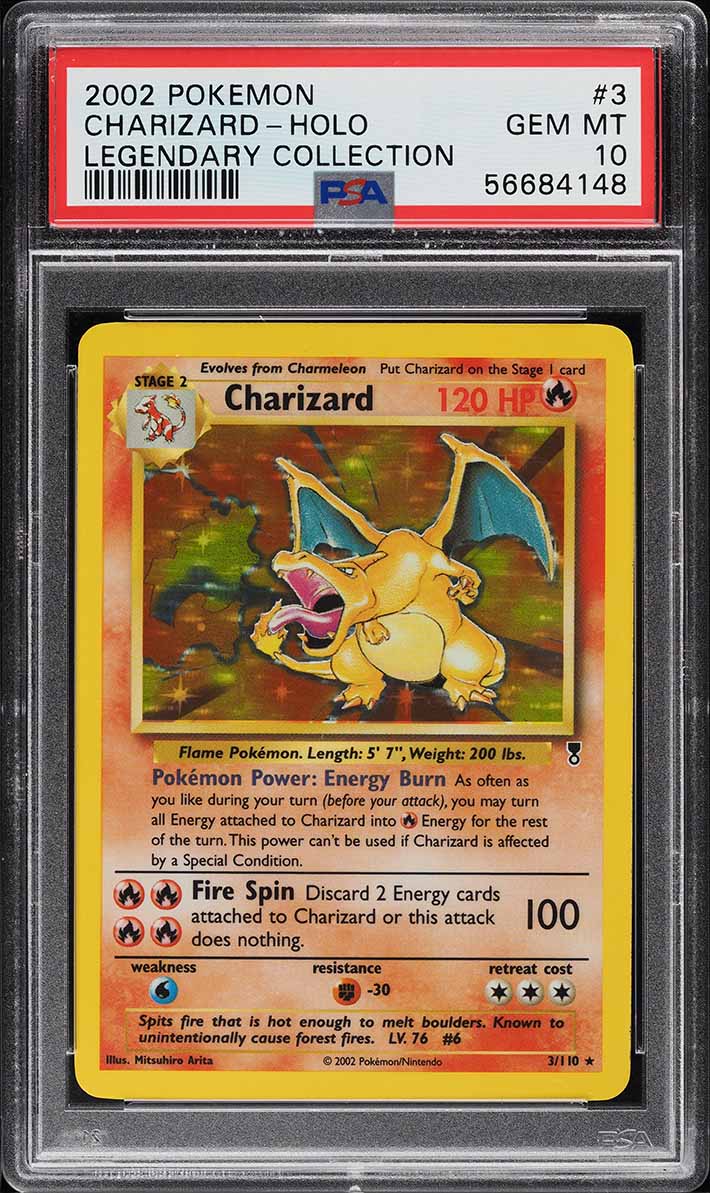 2002 POKEMON #3
CHARIZARD-HOLO GEM MT
LEGENDARY COLLECTION 10
PSA 56684148
Evolves from Charmeleon Put Charizard on the Stage 1 card
STAGE 2
Charizard 120 HP
Flame Pokémon. Length: 5' 7", Weight: 200 lbs.
Pokémon Power: Energy Burn As often as
you like during your turn (before your attack), you may turn
all Energy attached to Charizard into Energy for the rest
of the turn. This power can't be used if Charizard is affected
by a Special Condition.
Fire Spin Discard 2 Energy cards
attached to Charizard or this attack 100
does nothing.
weakness resistance retreat cost
-30
Spits fire that is hot enough to melt boulders. Known to
unintentionally cause forest fires. LV. 76 #6
Illus. Mitsuhiro Arita © 2002 Pokémon/Nintendo 3/110 ★
PSA